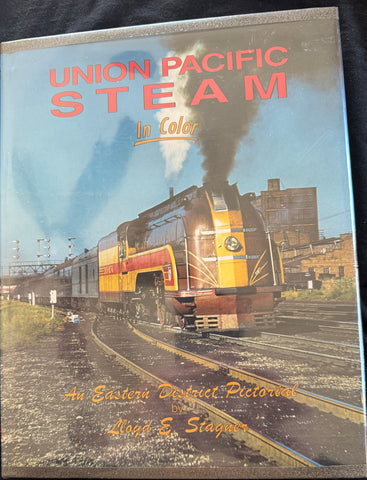 UNION PACIFIC
STEAM
In Color
An Eastern District Pictorial
by
Lloyd E. Stagner